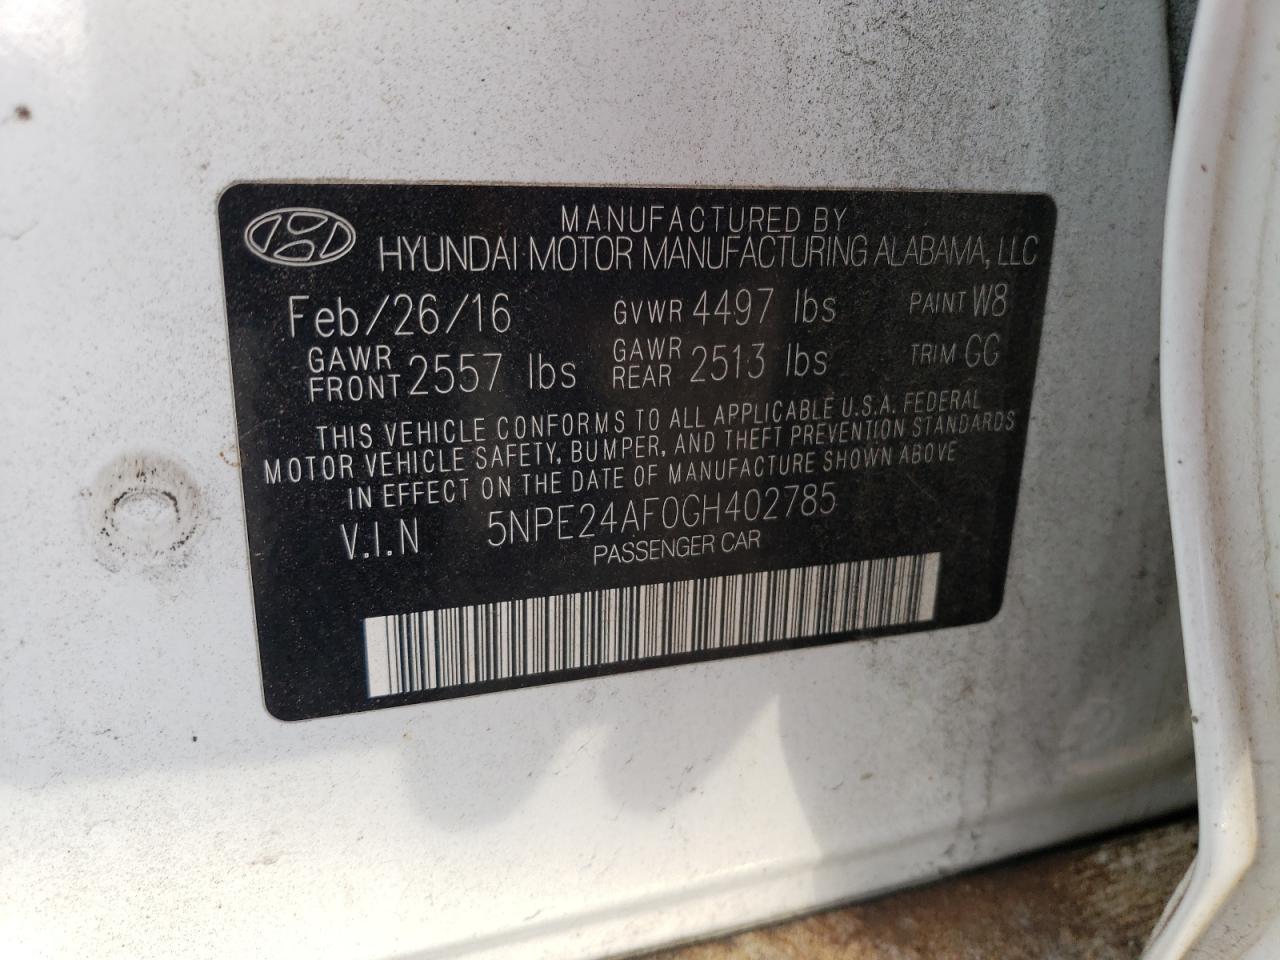 MANUFACTURED BY
HYUNDAI MOTOR MANUFACTURING ALABAMA, LLC
Feb/26/16 GVWR 4497 lbs PAINT W8
GAWR FRONT 2557 lbs GAWR REAR 2513 lbs TRIM GG
THIS VEHICLE CONFORMS TO ALL APPLICABLE U.S.A. FEDERAL
MOTOR VEHICLE SAFETY, BUMPER, AND THEFT PREVENTION STANDARDS
IN EFFECT ON THE DATE OF MANUFACTURE SHOWN ABOVE
V.I.N 5NPE24AF0GH402785
PASSENGER CAR